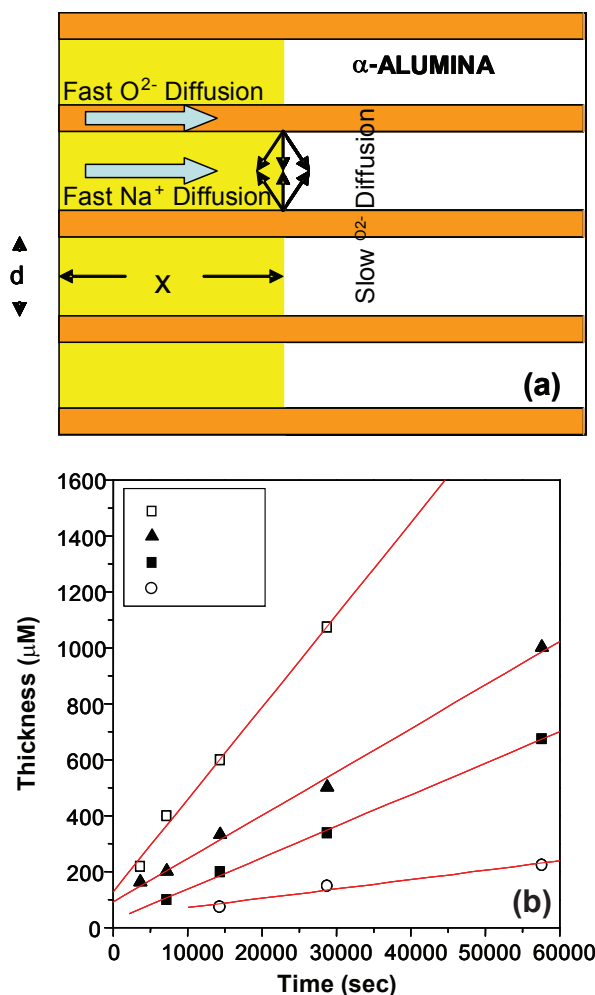 α-ALUMINA
Fast O²⁻ Diffusion
Fast Na⁺ Diffusion
Slow O²⁻ Diffusion
d
X
(a)
1600
1400
1200
1000
800
600
400
200
0
Thickness (μM)
0 10000 20000 30000 40000 50000 60000
Time (sec)
(b)